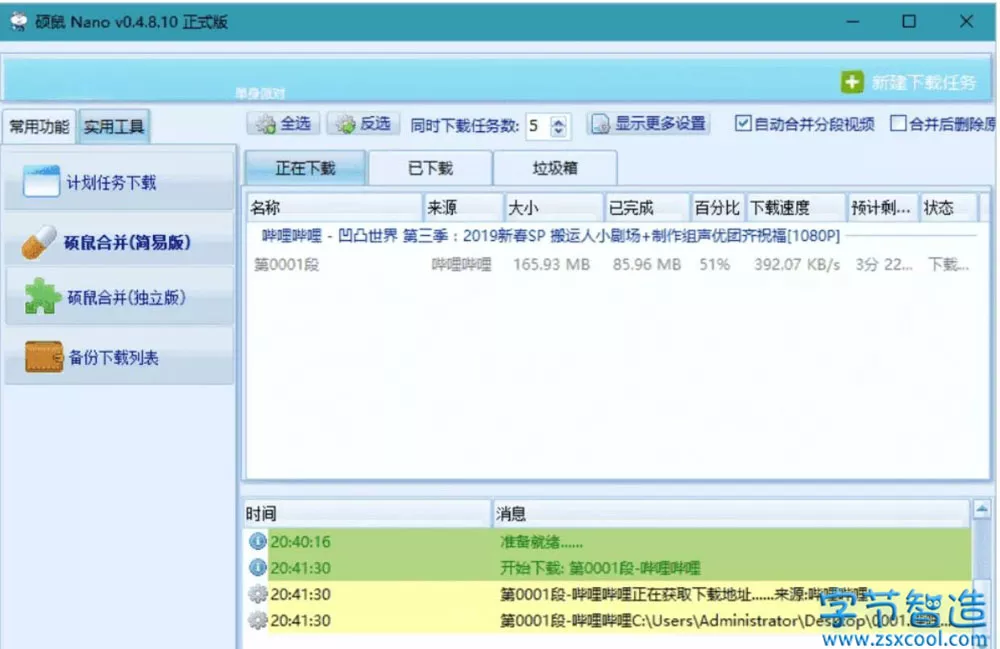 硕鼠 Nano v0.4.8.10 正式版
单身派对
新建下载任务
常用功能 实用工具
全选 反选 同时下载任务数: 5 显示更多设置 自动合并分段视频 合并后删除原
正在下载 已下载 垃圾箱
计划任务下载
硕鼠合并(简易版)
硕鼠合并(独立版)
备份下载列表
名称 来源 大小 已完成 百分比 下载速度 预计剩... 状态
哔哩哔哩 - 凹凸世界 第三季：2019新春SP 搬运人小剧场+制作组声优团齐祝福[1080P]
第0001段 哔哩哔哩 165.93 MB 85.96 MB 51% 392.07 KB/s 3分 22... 下载...
时间 消息
20:40:16 准备就绪......
20:41:30 开始下载: 第0001段-哔哩哔哩
20:41:30 第0001段-哔哩哔哩正在获取下载地址......来源:哔哩哔哩
20:41:30 第0001段-哔哩哔哩C:\Users\Administrator\Desktop\0001.
字节智造
www.zsxcool.com